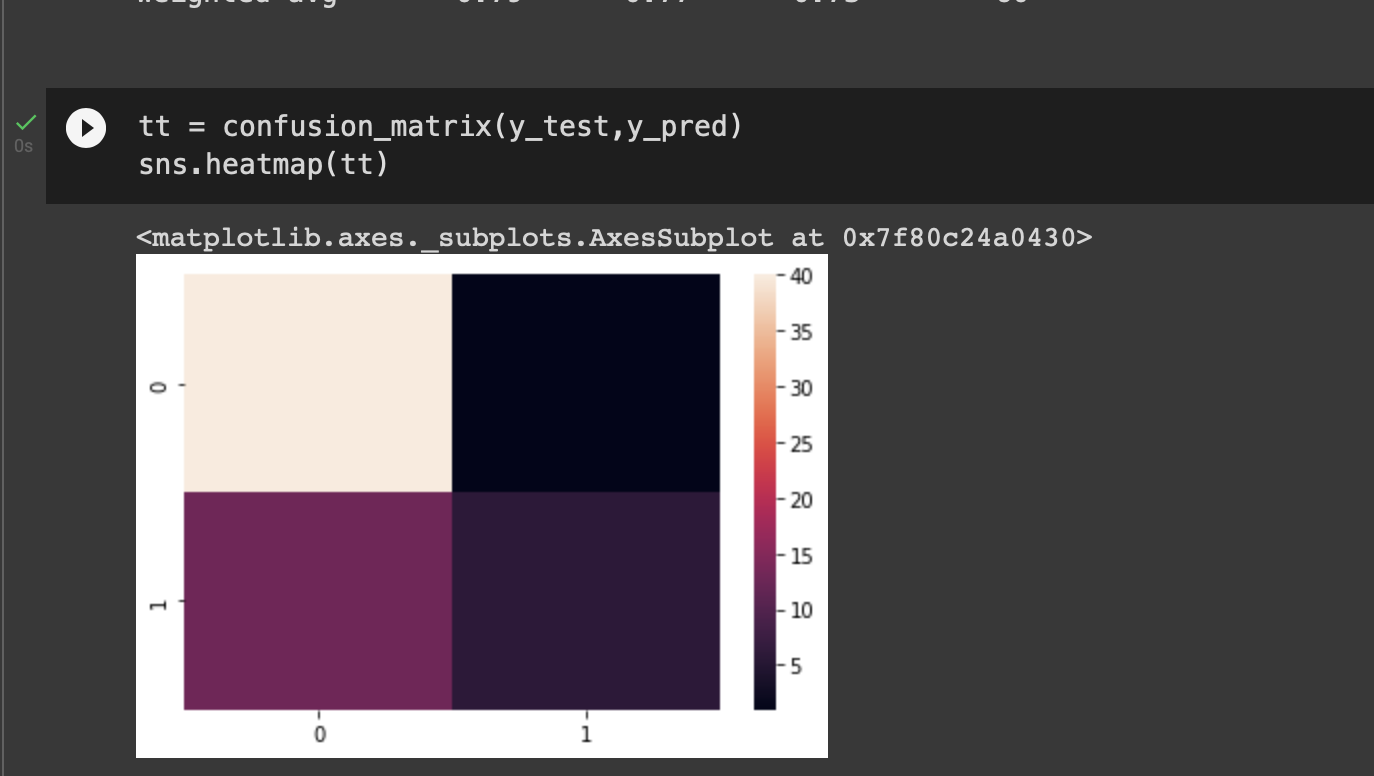 tt = confusion_matrix(y_test,y_pred)
0s
sns.heatmap(tt)
<matplotlib.axes._subplots.AxesSubplot at 0x7f80c24a0430>
40
35
30
0
25
20
15
1
10
5
0 1